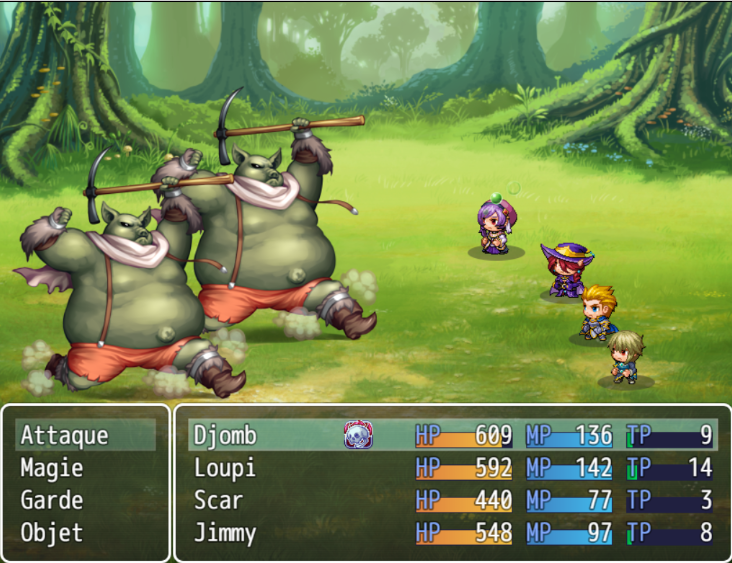 Attaque
Magie
Garde
Objet
Djomb HP 609 MP 136 TP 9
Loupi HP 592 MP 142 TP 14
Scar HP 440 MP 77 TP 3
Jimmy HP 548 MP 97 TP 8